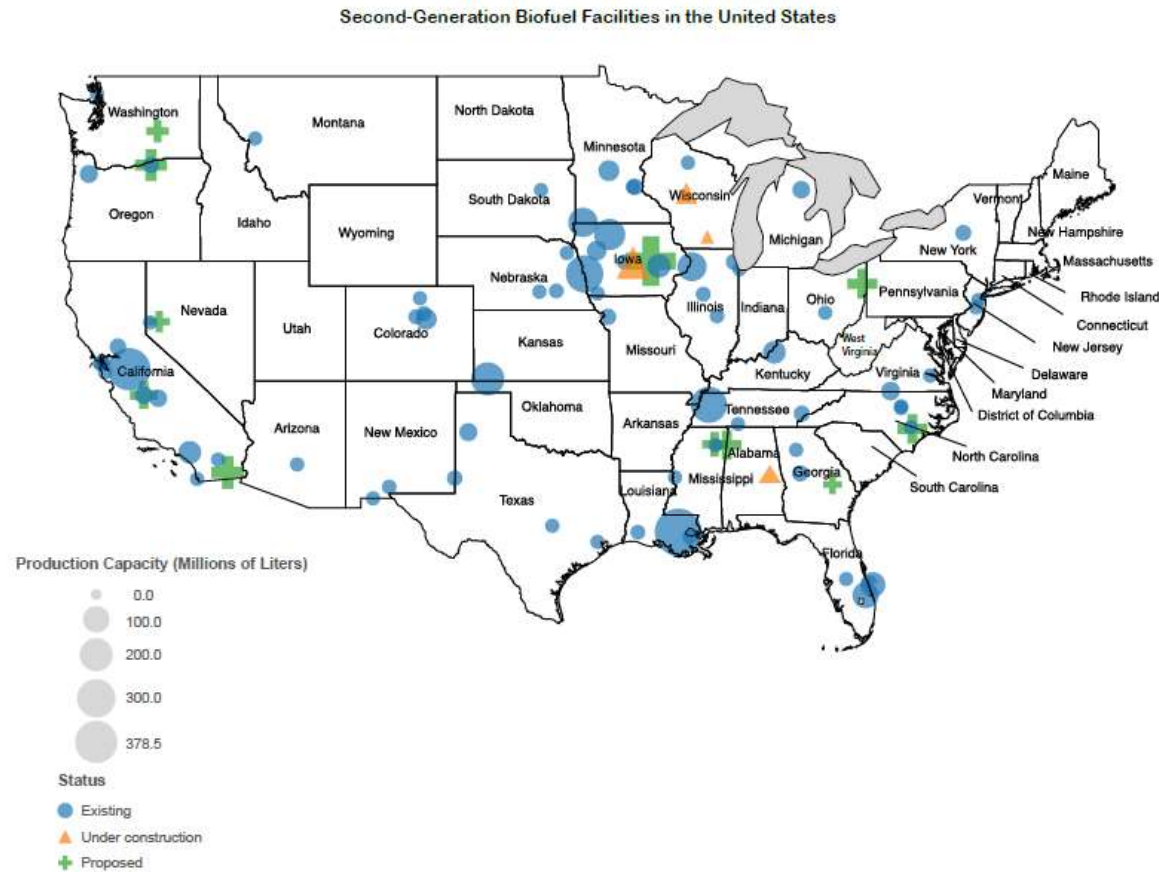 Second-Generation Biofuel Facilities in the United States
Washington
Montana
North Dakota
Minnesota
Maine
Oregon
Idaho
South Dakota
Wisconsin
Vermont
Wyoming
Michigan
New York
New Hampshire
Nebraska
Iowa
Massachusetts
Nevada
Utah
Colorado
Illinois
Indiana
Ohio
Pennsylvania
Rhode Island
Connecticut
Kansas
Missouri
West
Virginia
New Jersey
California
Kentucky
Virginia
Delaware
Maryland
Oklahoma
Tennessee
District of Columbia
Arizona
New Mexico
Arkansas
North Carolina
Alabama
Mississippi
Georgia
South Carolina
Texas
Louisiana
Florida
Production Capacity (Millions of Liters)
0.0
100.0
200.0
300.0
378.5
Status
Existing
Under construction
Proposed